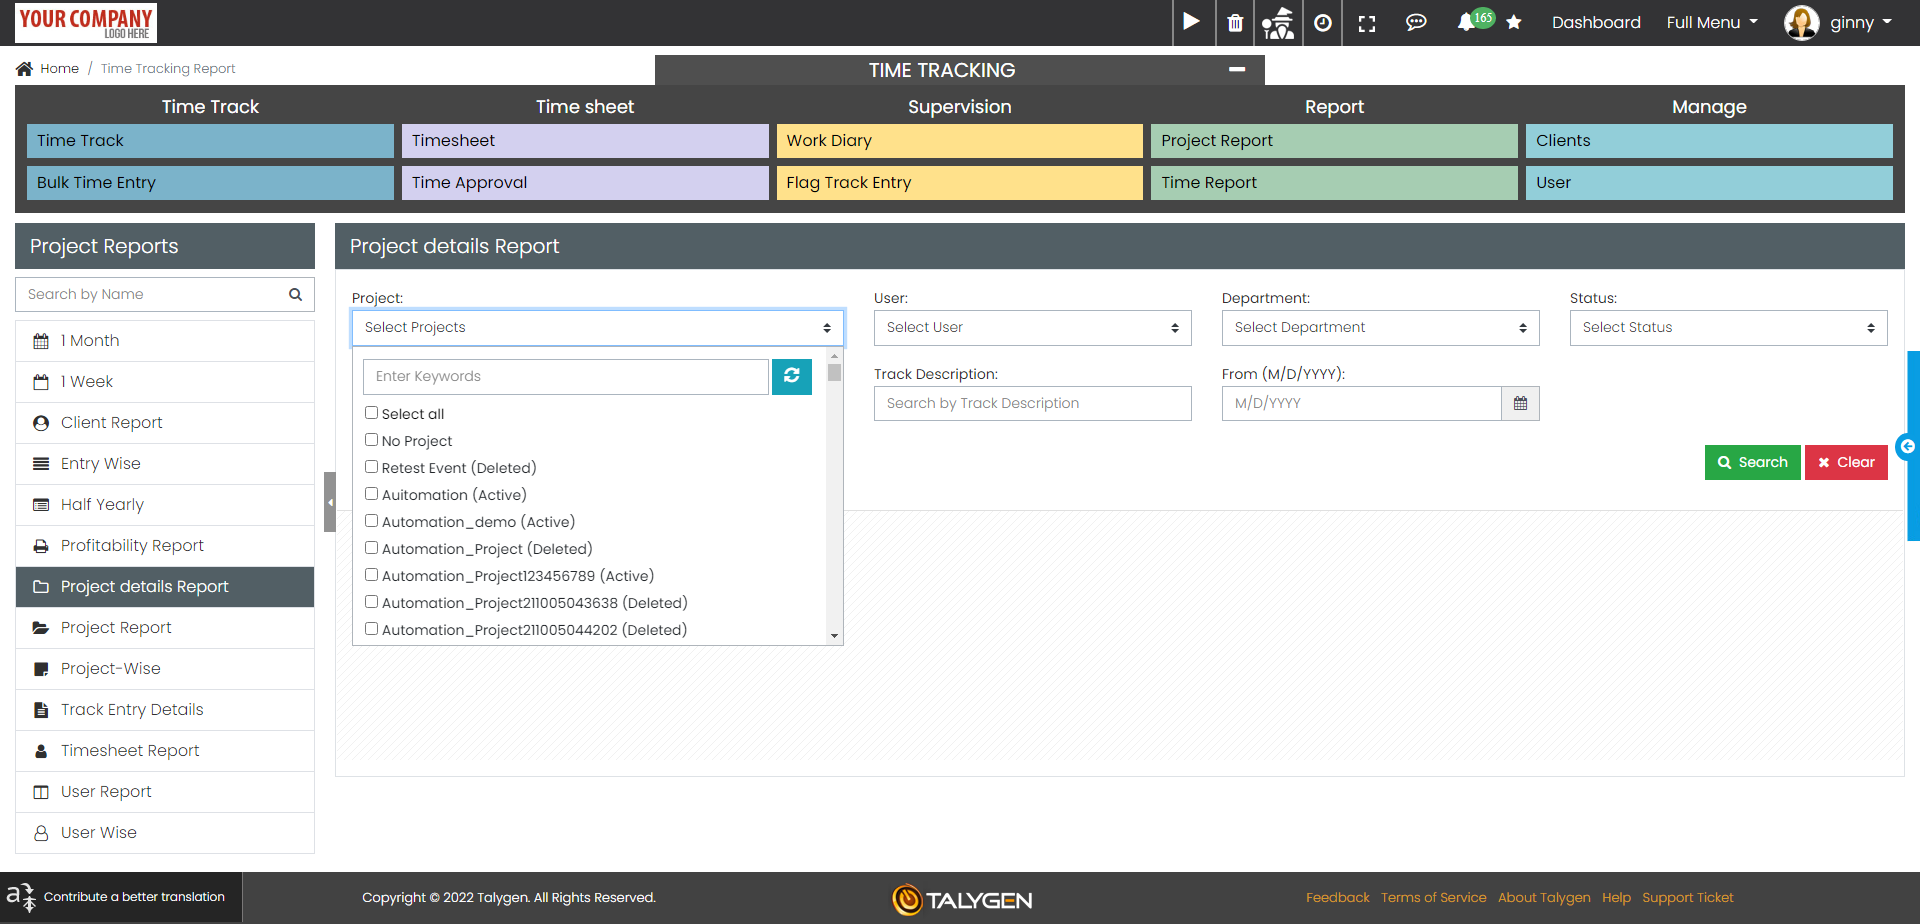 YOUR COMPANY
LOGO HERE
165
Dashboard
Full Menu
ginny
Home / Time Tracking Report
TIME TRACKING
Time Track
Time sheet
Supervision
Report
Manage
Time Track
Timesheet
Work Diary
Project Report
Clients
Bulk Time Entry
Time Approval
Flag Track Entry
Time Report
User
Project Reports
Search by Name
1 Month
1 Week
Client Report
Entry Wise
Half Yearly
Profitability Report
Project details Report
Project Report
Project-Wise
Track Entry Details
Timesheet Report
User Report
User Wise
Project details Report
Project:
Select Projects
Enter Keywords
Select all
No Project
Retest Event (Deleted)
Auitomation (Active)
Automation_demo (Active)
Automation_Project (Deleted)
Automation_Project123456789 (Active)
Automation_Project211005043638 (Deleted)
Automation_Project211005044202 (Deleted)
User:
Select User
Department:
Select Department
Status:
Select Status
Track Description:
Search by Track Description
From (M/D/YYYY):
M/D/YYYY
Search
Clear
a
Contribute a better translation
Copyright © 2022 Talygen. All Rights Reserved.
TALYGEN
Feedback Terms of Service About Talygen Help Support Ticket